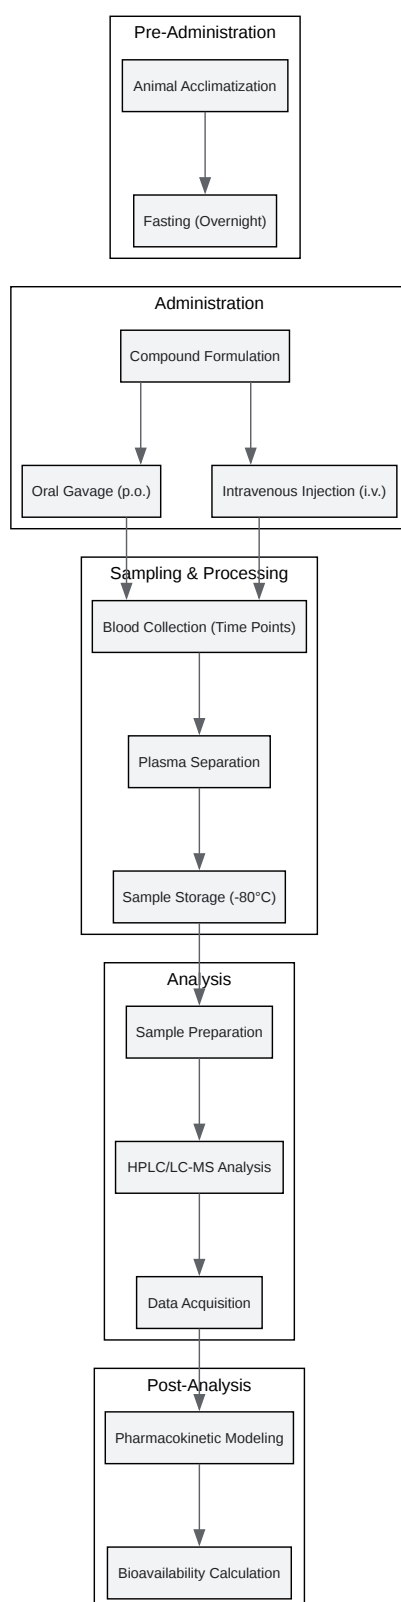 Pre-Administration
Animal Acclimatization
Fasting (Overnight)
Administration
Compound Formulation
Oral Gavage (p.o.)
Intravenous Injection (i.v.)
Sampling & Processing
Blood Collection (Time Points)
Plasma Separation
Sample Storage (-80°C)
Analysis
Sample Preparation
HPLC/LC-MS Analysis
Data Acquisition
Post-Analysis
Pharmacokinetic Modeling
Bioavailability Calculation